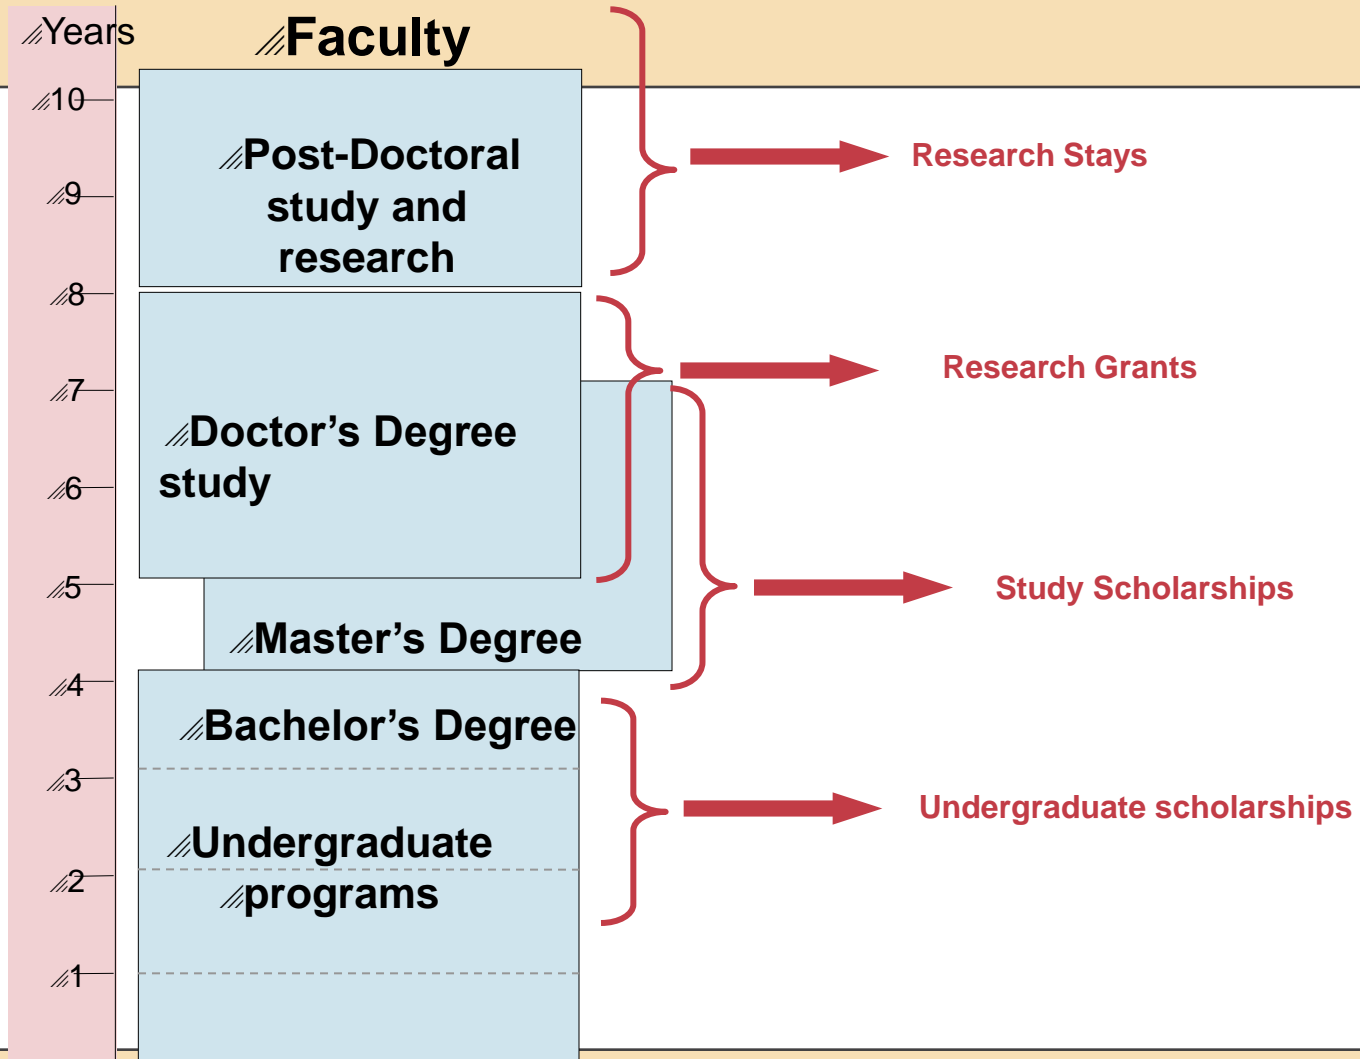 Years
Faculty
10
Post-Doctoral
study and
research
Research Stays
9
8
Research Grants
7
Doctor’s Degree
study
6
5
Study Scholarships
Master’s Degree
4
Bachelor’s Degree
3
Undergraduate scholarships
Undergraduate
2
programs
1